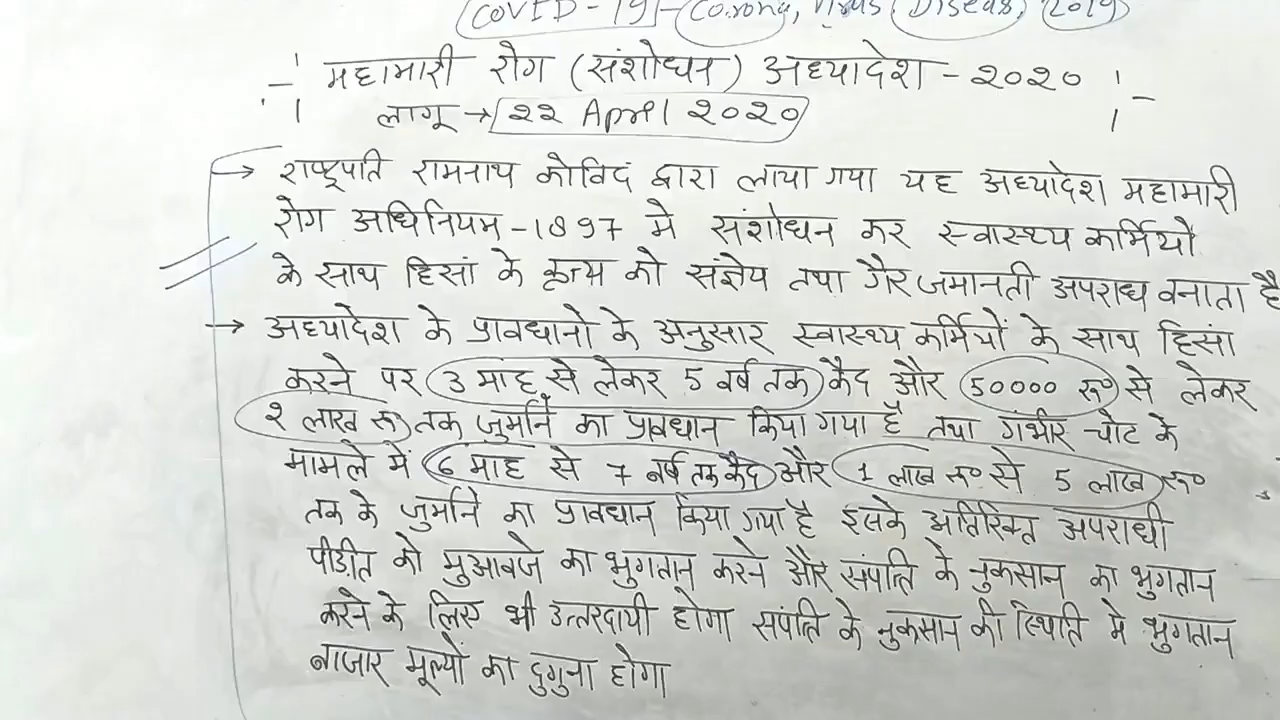 COVID-19 - Corona, Virus Disease, 2019
महामारी रोग (संशोधन) अध्यादेश - २०२०
लागू → २२ April २०२०
→ राष्ट्रपति रामनाथ कोविदं द्वारा लाया गया यह अध्यादेश महामारी
रोग अधिनियम - 1897 मे संशोधन कर स्वास्थ्य कर्मियो
के साथ हिसां के कृत्य को संज्ञेय तथा गैर जमानती अपराध बनाता है
→ अध्यादेश के प्रावधानो के अनुसार स्वास्थ्य कर्मियों के साथ हिसां
करने पर 3 माह से लेकर 5 वर्ष तक कैद और 50000 रू० से लेकर
२ लाख रू० तक जुर्माने का प्रावधान किया गया है तथा गंभीर चोट के
मामले में 6 माह से 7 वर्ष तक कैद और 1 लाख रू० से 5 लाख रू०
तक के जुर्माने का प्रावधान किया गया है इसके अतिरिक्त अपराधी
पीडीत को मुआवजे का भुगतान करने और संपत्ति के नुकसान का भुगतान
करने के लिए भी उत्तरदायी होगा संपत्ति के नुकसान की स्थिति मे भुगतान
बाजार मूल्यों का दुगुना होगा